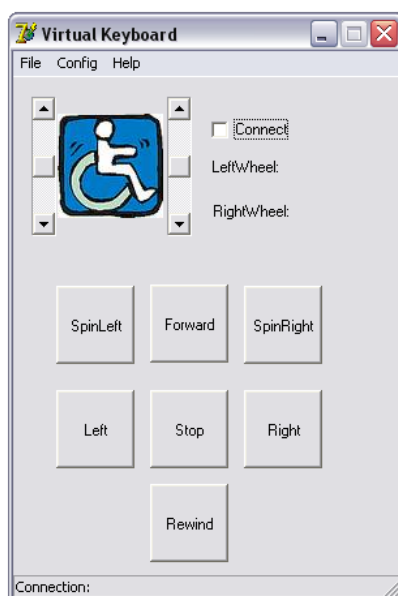 Virtual Keyboard
File Config Help
Connect
LeftWheel:
RightWheel:
SpinLeft Forward SpinRight
Left Stop Right
Rewind
Connection: